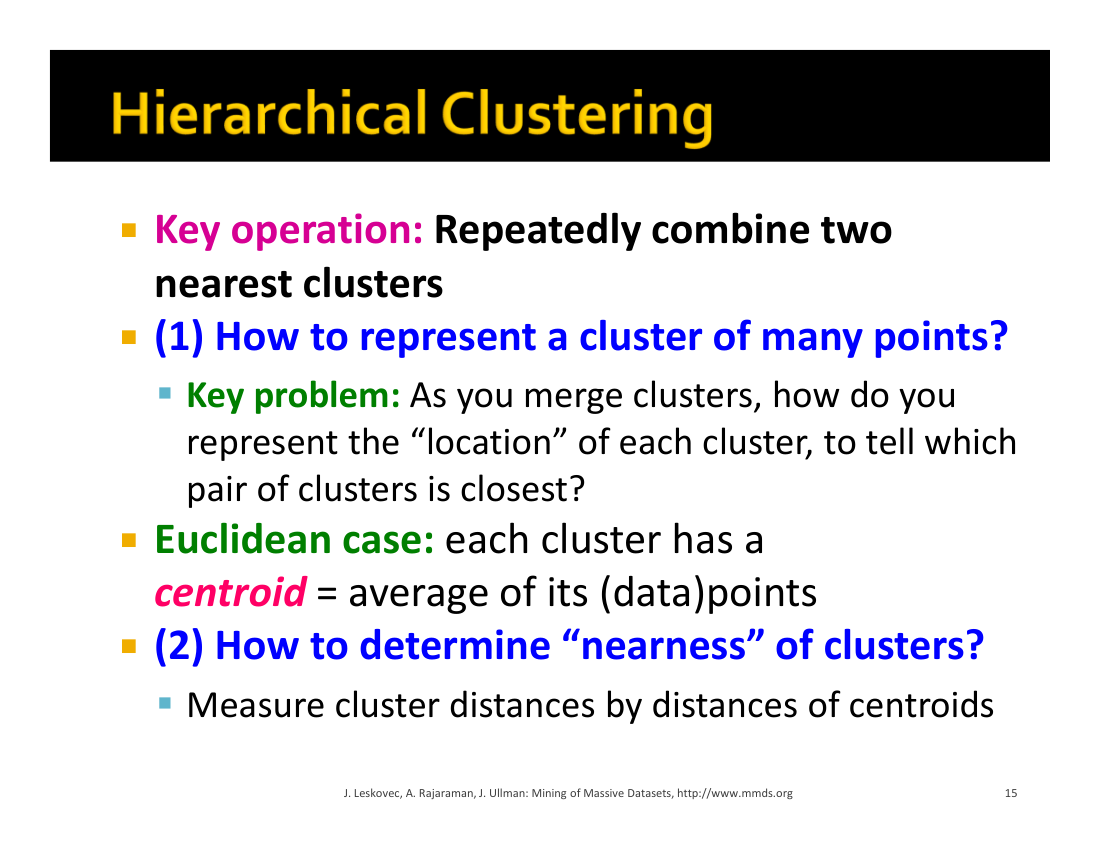 Hierarchical Clustering
Key operation: Repeatedly combine two
nearest clusters
(1) How to represent a cluster of many points?
Key problem: As you merge clusters, how do you
represent the “location” of each cluster, to tell which
pair of clusters is closest?
Euclidean case: each cluster has a
centroid = average of its (data)points
(2) How to determine “nearness” of clusters?
Measure cluster distances by distances of centroids
J. Leskovec, A. Rajaraman, J. Ullman: Mining of Massive Datasets, http://www.mmds.org
15